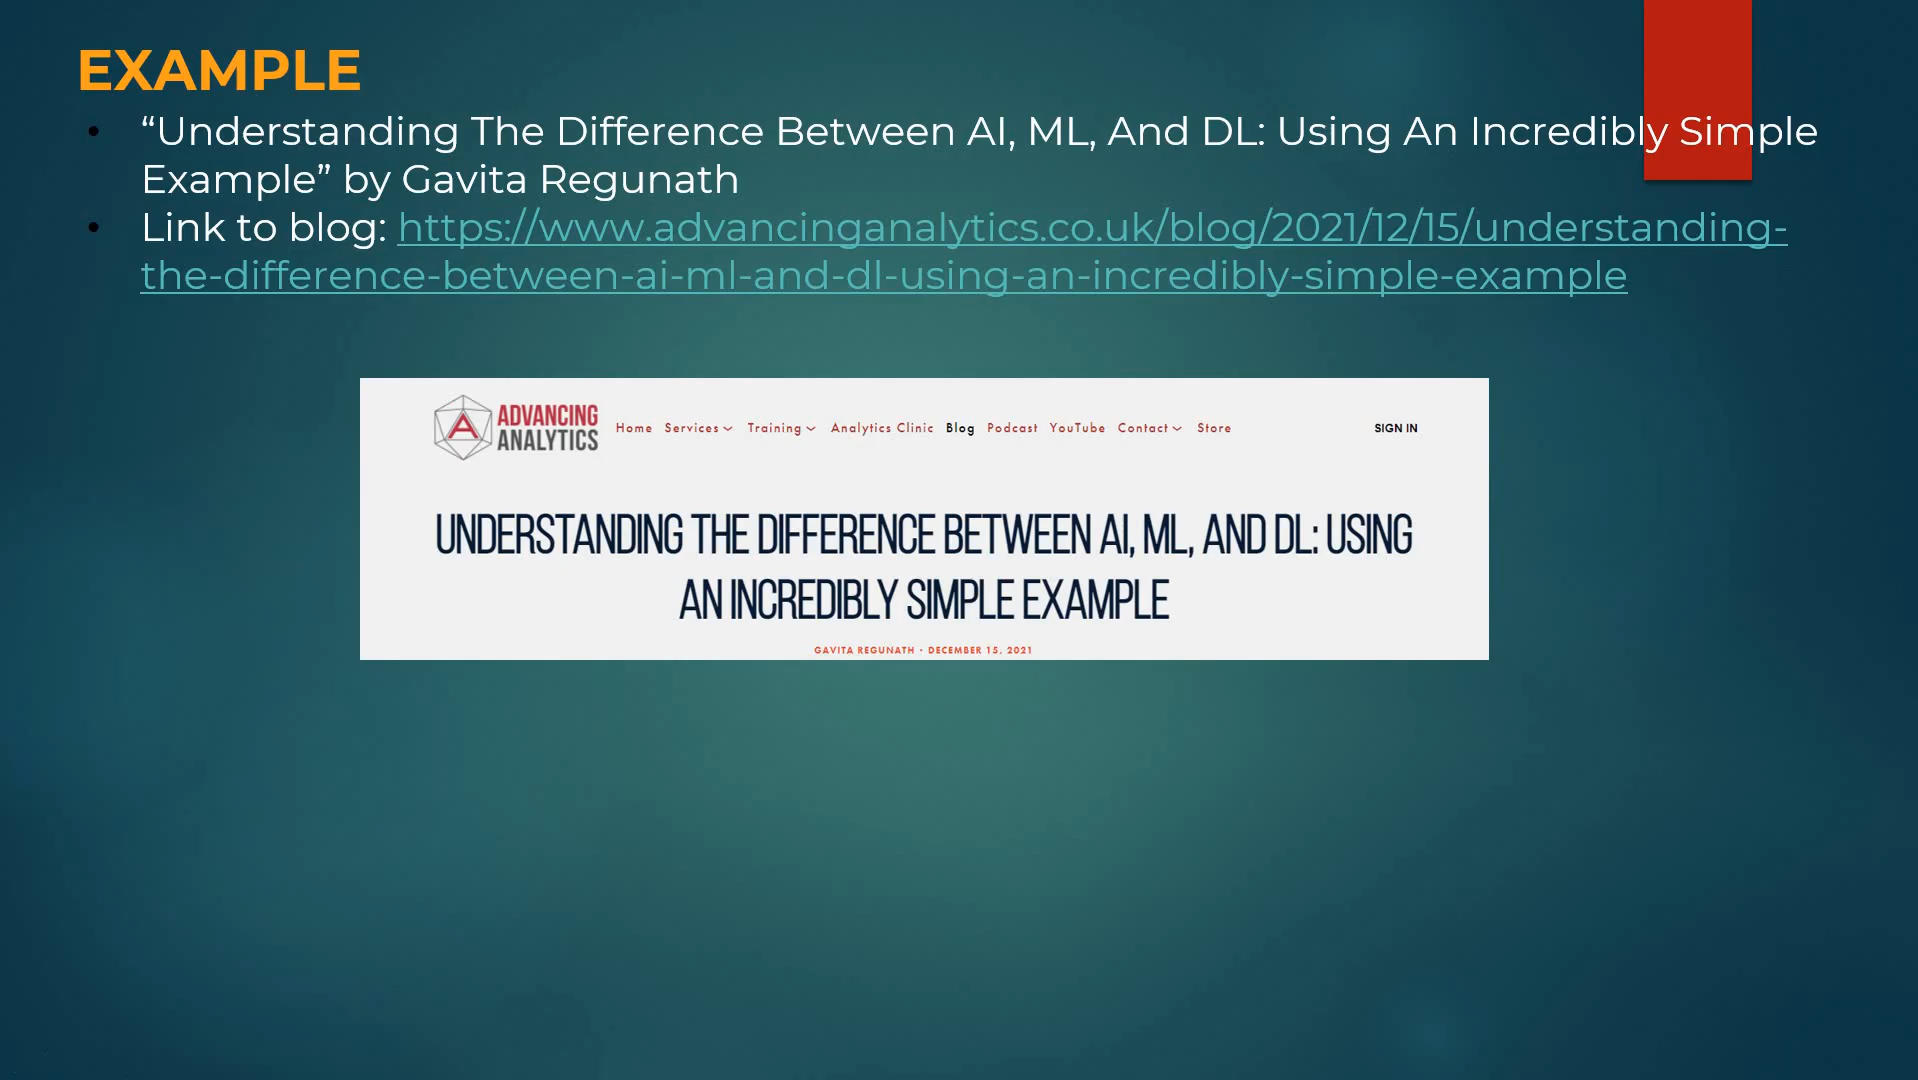 EXAMPLE
• “Understanding The Difference Between AI, ML, And DL: Using An Incredibly Simple
Example” by Gavita Regunath
• Link to blog: https://www.advancinganalytics.co.uk/blog/2021/12/15/understanding-
the-difference-between-ai-ml-and-dl-using-an-incredibly-simple-example
ADVANCING
ANALYTICS
Home Services Training Analytics Clinic Blog Podcast YouTube Contact Store SIGN IN
UNDERSTANDING THE DIFFERENCE BETWEEN AI, ML, AND DL: USING
AN INCREDIBLY SIMPLE EXAMPLE
GAVITA REGUNATH · DECEMBER 15, 2021